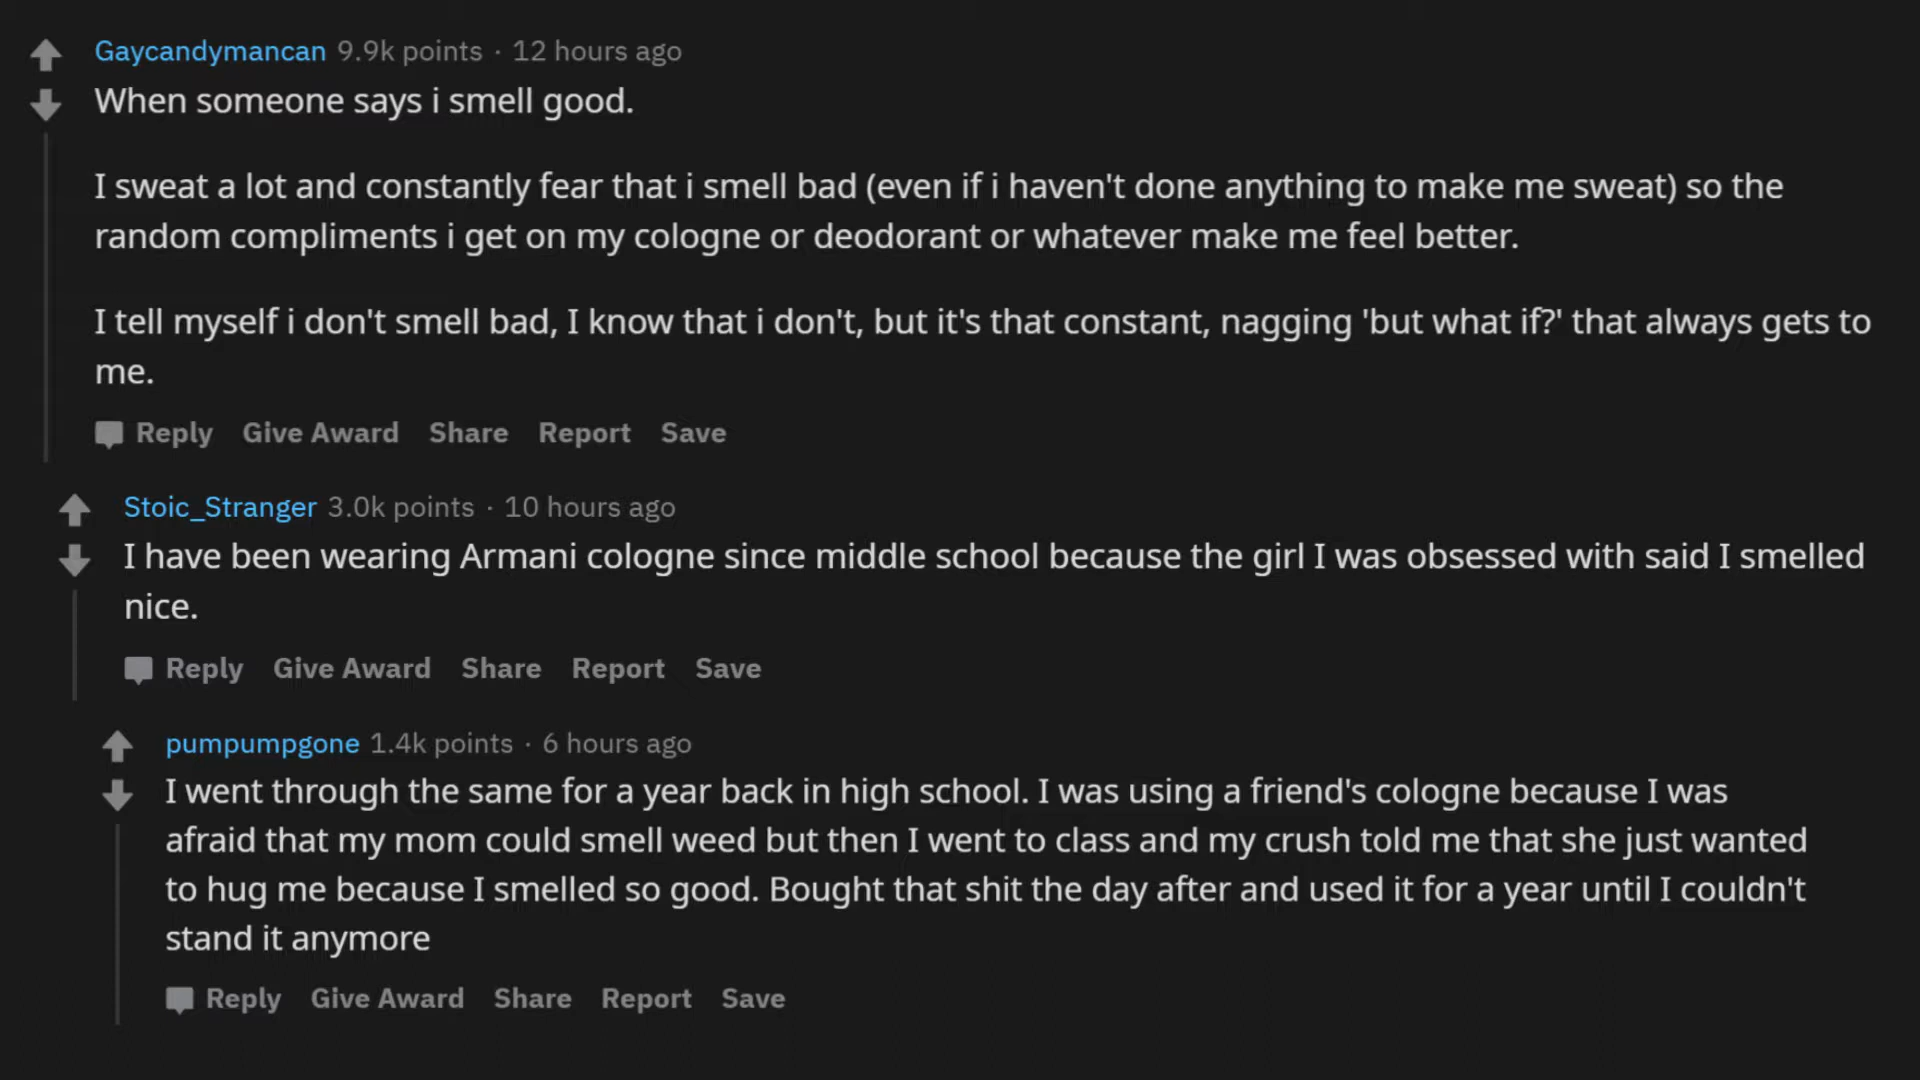 Gaycandymancan 9.9k points · 12 hours ago
When someone says i smell good.
I sweat a lot and constantly fear that i smell bad (even if i haven't done anything to make me sweat) so the
random compliments i get on my cologne or deodorant or whatever make me feel better.
I tell myself i don't smell bad, I know that i don't, but it's that constant, nagging 'but what if?' that always gets to
me.
Reply Give Award Share Report Save
Stoic_Stranger 3.0k points · 10 hours ago
I have been wearing Armani cologne since middle school because the girl I was obsessed with said I smelled
nice.
Reply Give Award Share Report Save
pumpumpgone 1.4k points · 6 hours ago
I went through the same for a year back in high school. I was using a friend's cologne because I was
afraid that my mom could smell weed but then I went to class and my crush told me that she just wanted
to hug me because I smelled so good. Bought that shit the day after and used it for a year until I couldn't
stand it anymore
Reply Give Award Share Report Save